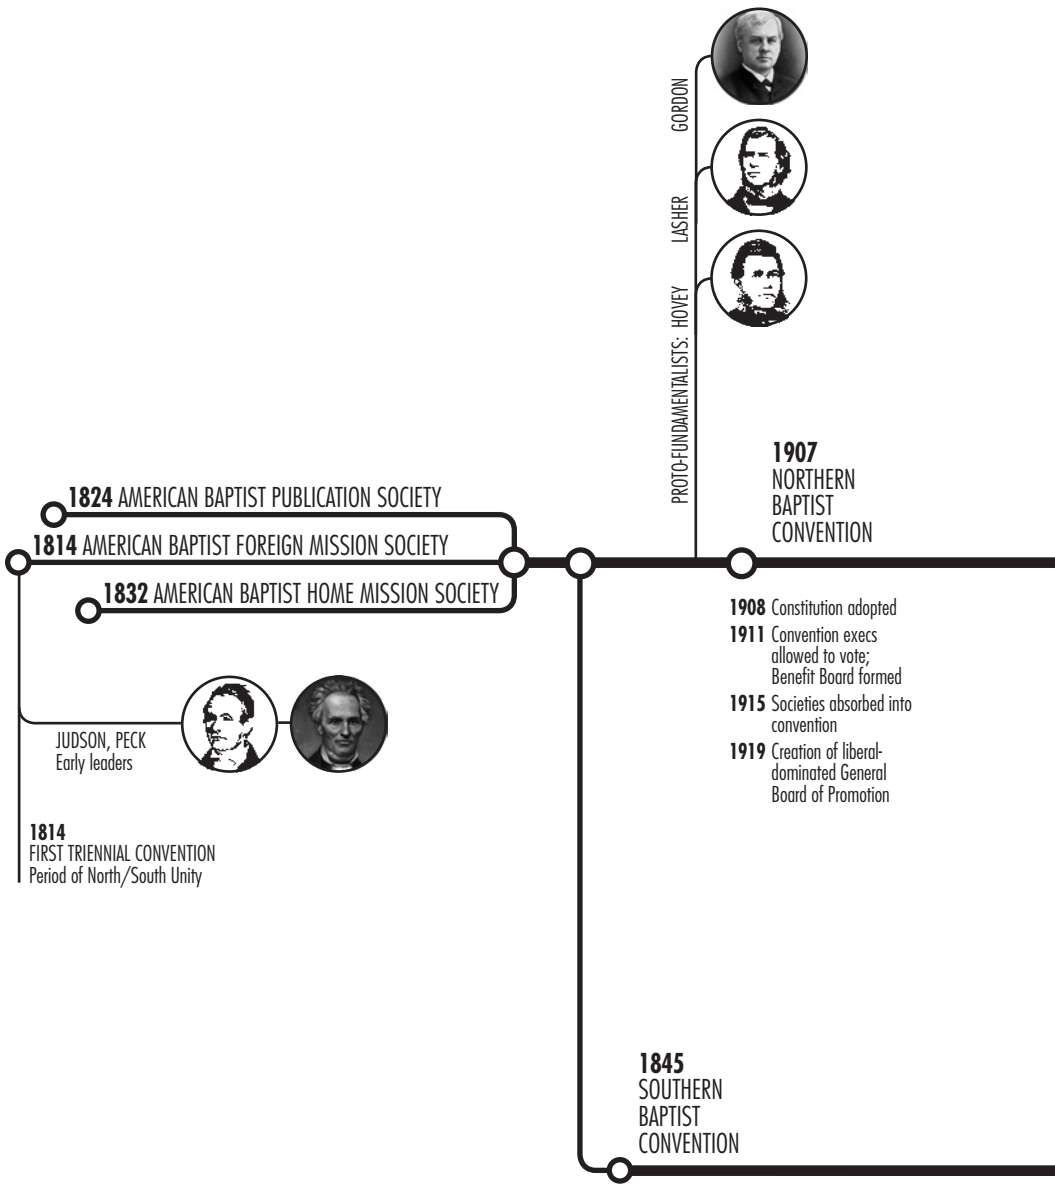 GORDON
LASHER
PROTO-FUNDAMENTALISTS: HOVEY
1907
NORTHERN
BAPTIST
CONVENTION
1824 AMERICAN BAPTIST PUBLICATION SOCIETY
1814 AMERICAN BAPTIST FOREIGN MISSION SOCIETY
1832 AMERICAN BAPTIST HOME MISSION SOCIETY
1908 Constitution adopted
1911 Convention execs
allowed to vote;
Benefit Board formed
1915 Societies absorbed into
convention
1919 Creation of liberal-
dominated General
Board of Promotion
JUDSON, PECK
Early leaders
1814
FIRST TRIENNIAL CONVENTION
Period of North/South Unity
1845
SOUTHERN
BAPTIST
CONVENTION